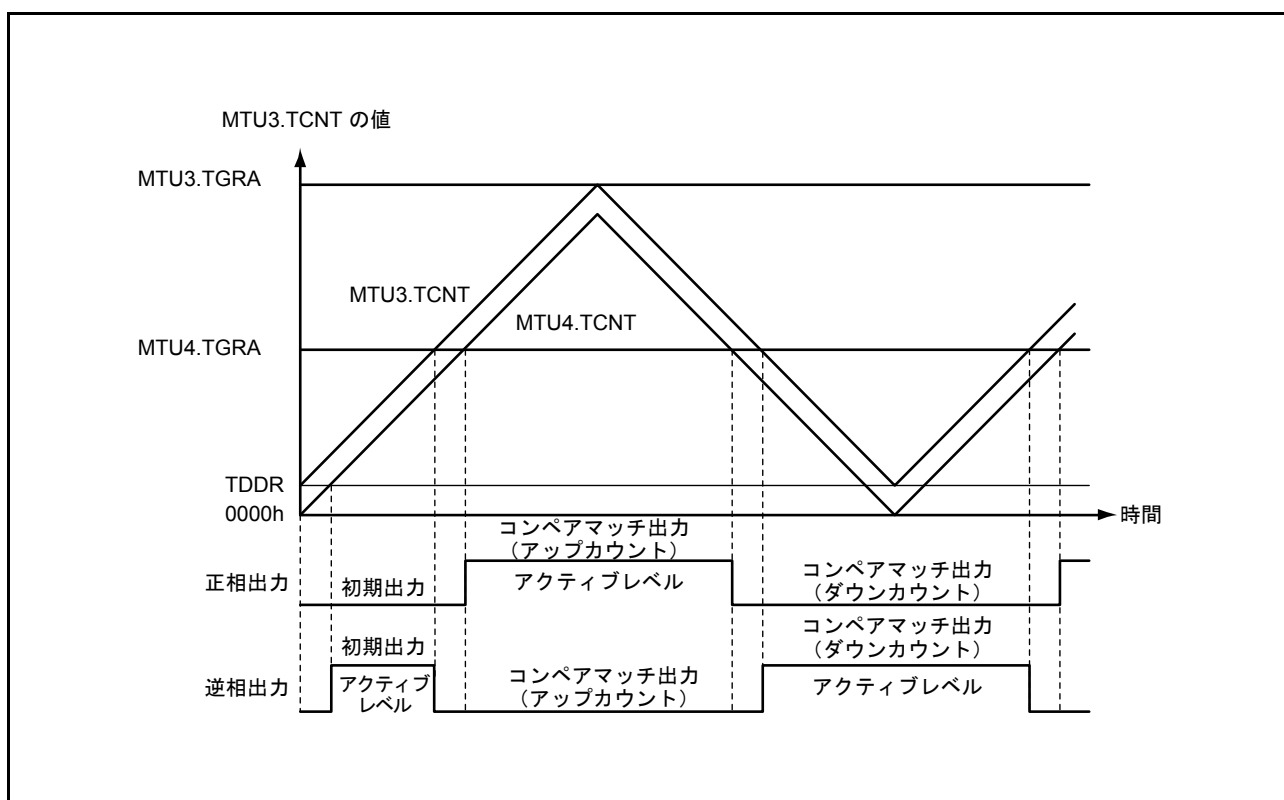 MTU3.TCNT の値
MTU3.TGRA
MTU3.TCNT
MTU4.TCNT
MTU4.TGRA
TDDR
0000h
時間
コンペアマッチ出力
（アップカウント）
正相出力
初期出力
アクティブレベル
コンペアマッチ出力
（ダウンカウント）
初期出力
コンペアマッチ出力
（ダウンカウント）
逆相出力
アクティブ
レベル
コンペアマッチ出力
（アップカウント）
アクティブレベル